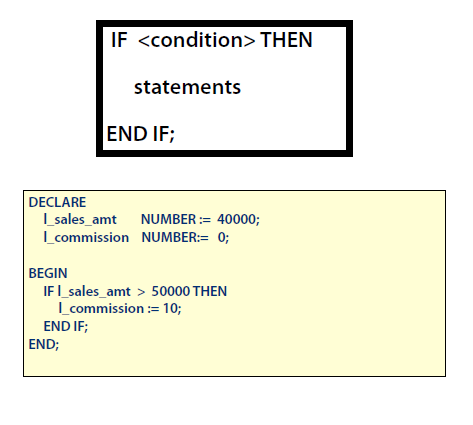 IF <condition> THEN
statements
END IF;
DECLARE
l_sales_amt NUMBER := 40000;
l_commission NUMBER:= 0;
BEGIN
IF l_sales_amt > 50000 THEN
l_commission := 10;
END IF;
END;